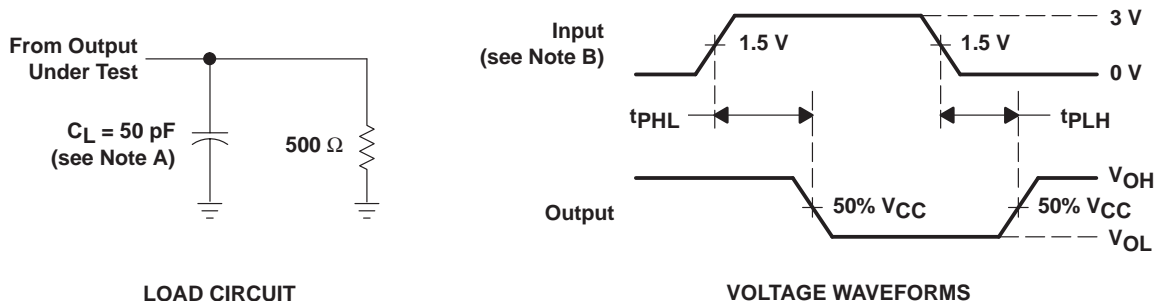 From Output
Under Test
CL = 50 pF
(see Note A)
500 Ω
LOAD CIRCUIT
Input
(see Note B)
1.5 V
1.5 V
3 V
0 V
tPHL
tPLH
Output
50% VCC
50% VCC
VOH
VOL
VOLTAGE WAVEFORMS